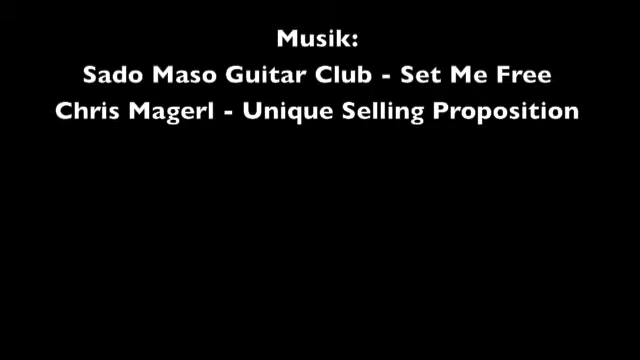 Musik:
Sado Maso Guitar Club - Set Me Free
Chris Magerl - Unique Selling Proposition